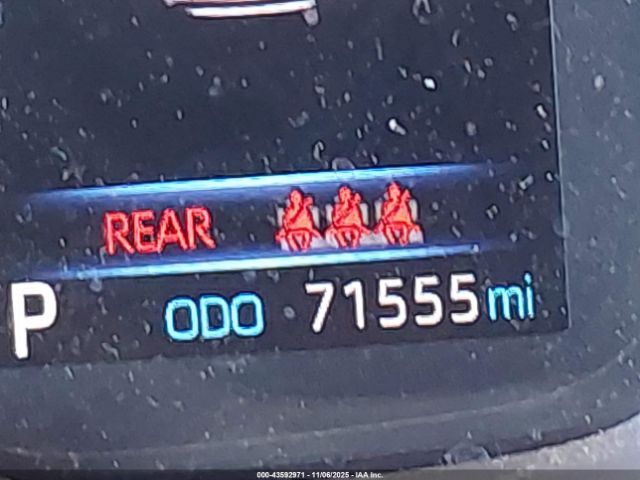 REAR
P ODO 71555 mi
000-43592971 - 11/06/2025 - IAA Inc.